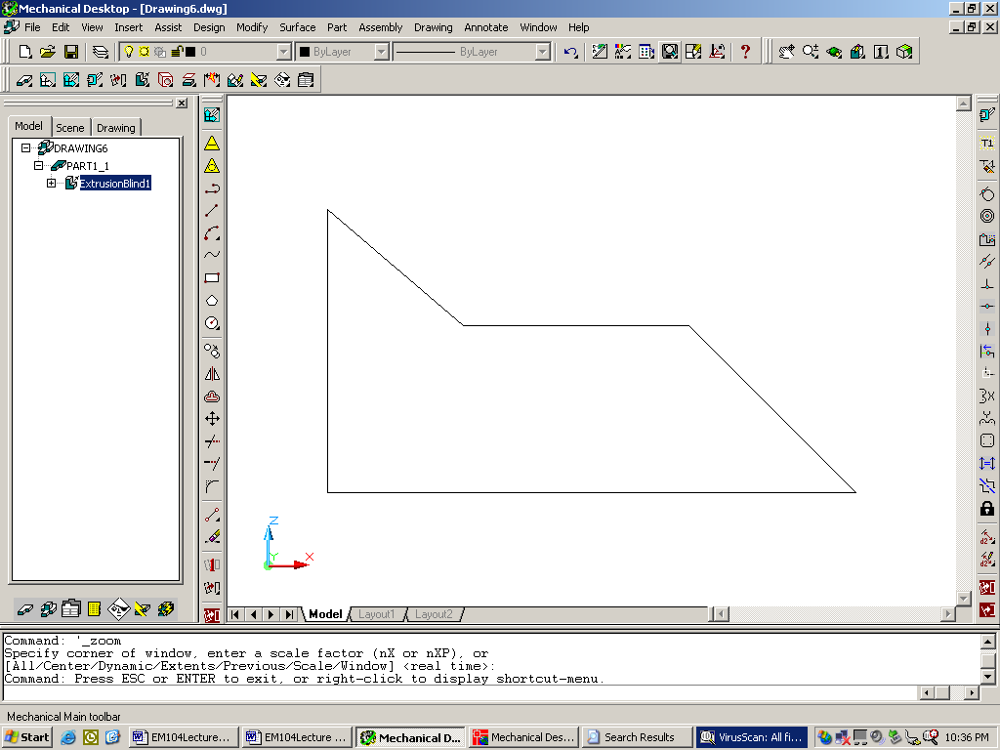 Mechanical Desktop - [Drawing6.dwg]
File Edit View Insert Assist Design Modify Surface Part Assembly Drawing Annotate Window Help
0 ByLayer ByLayer
Model Scene Drawing
DRAWING6
PART1_1
ExtrusionBlind1
T1
3x
Z
Y
X
Model Layout1 Layout2
Command: '_zoom
Specify corner of window, enter a scale factor (nX or nXP), or
[All/Center/Dynamic/Extents/Previous/Scale/Window] <real time>:
Command: Press ESC or ENTER to exit, or right-click to display shortcut-menu.
Mechanical Main toolbar
Start EM104Lecture... EM104Lecture ... Mechanical D... Mechanical Des... Search Results VirusScan: All fi... 10:36 PM